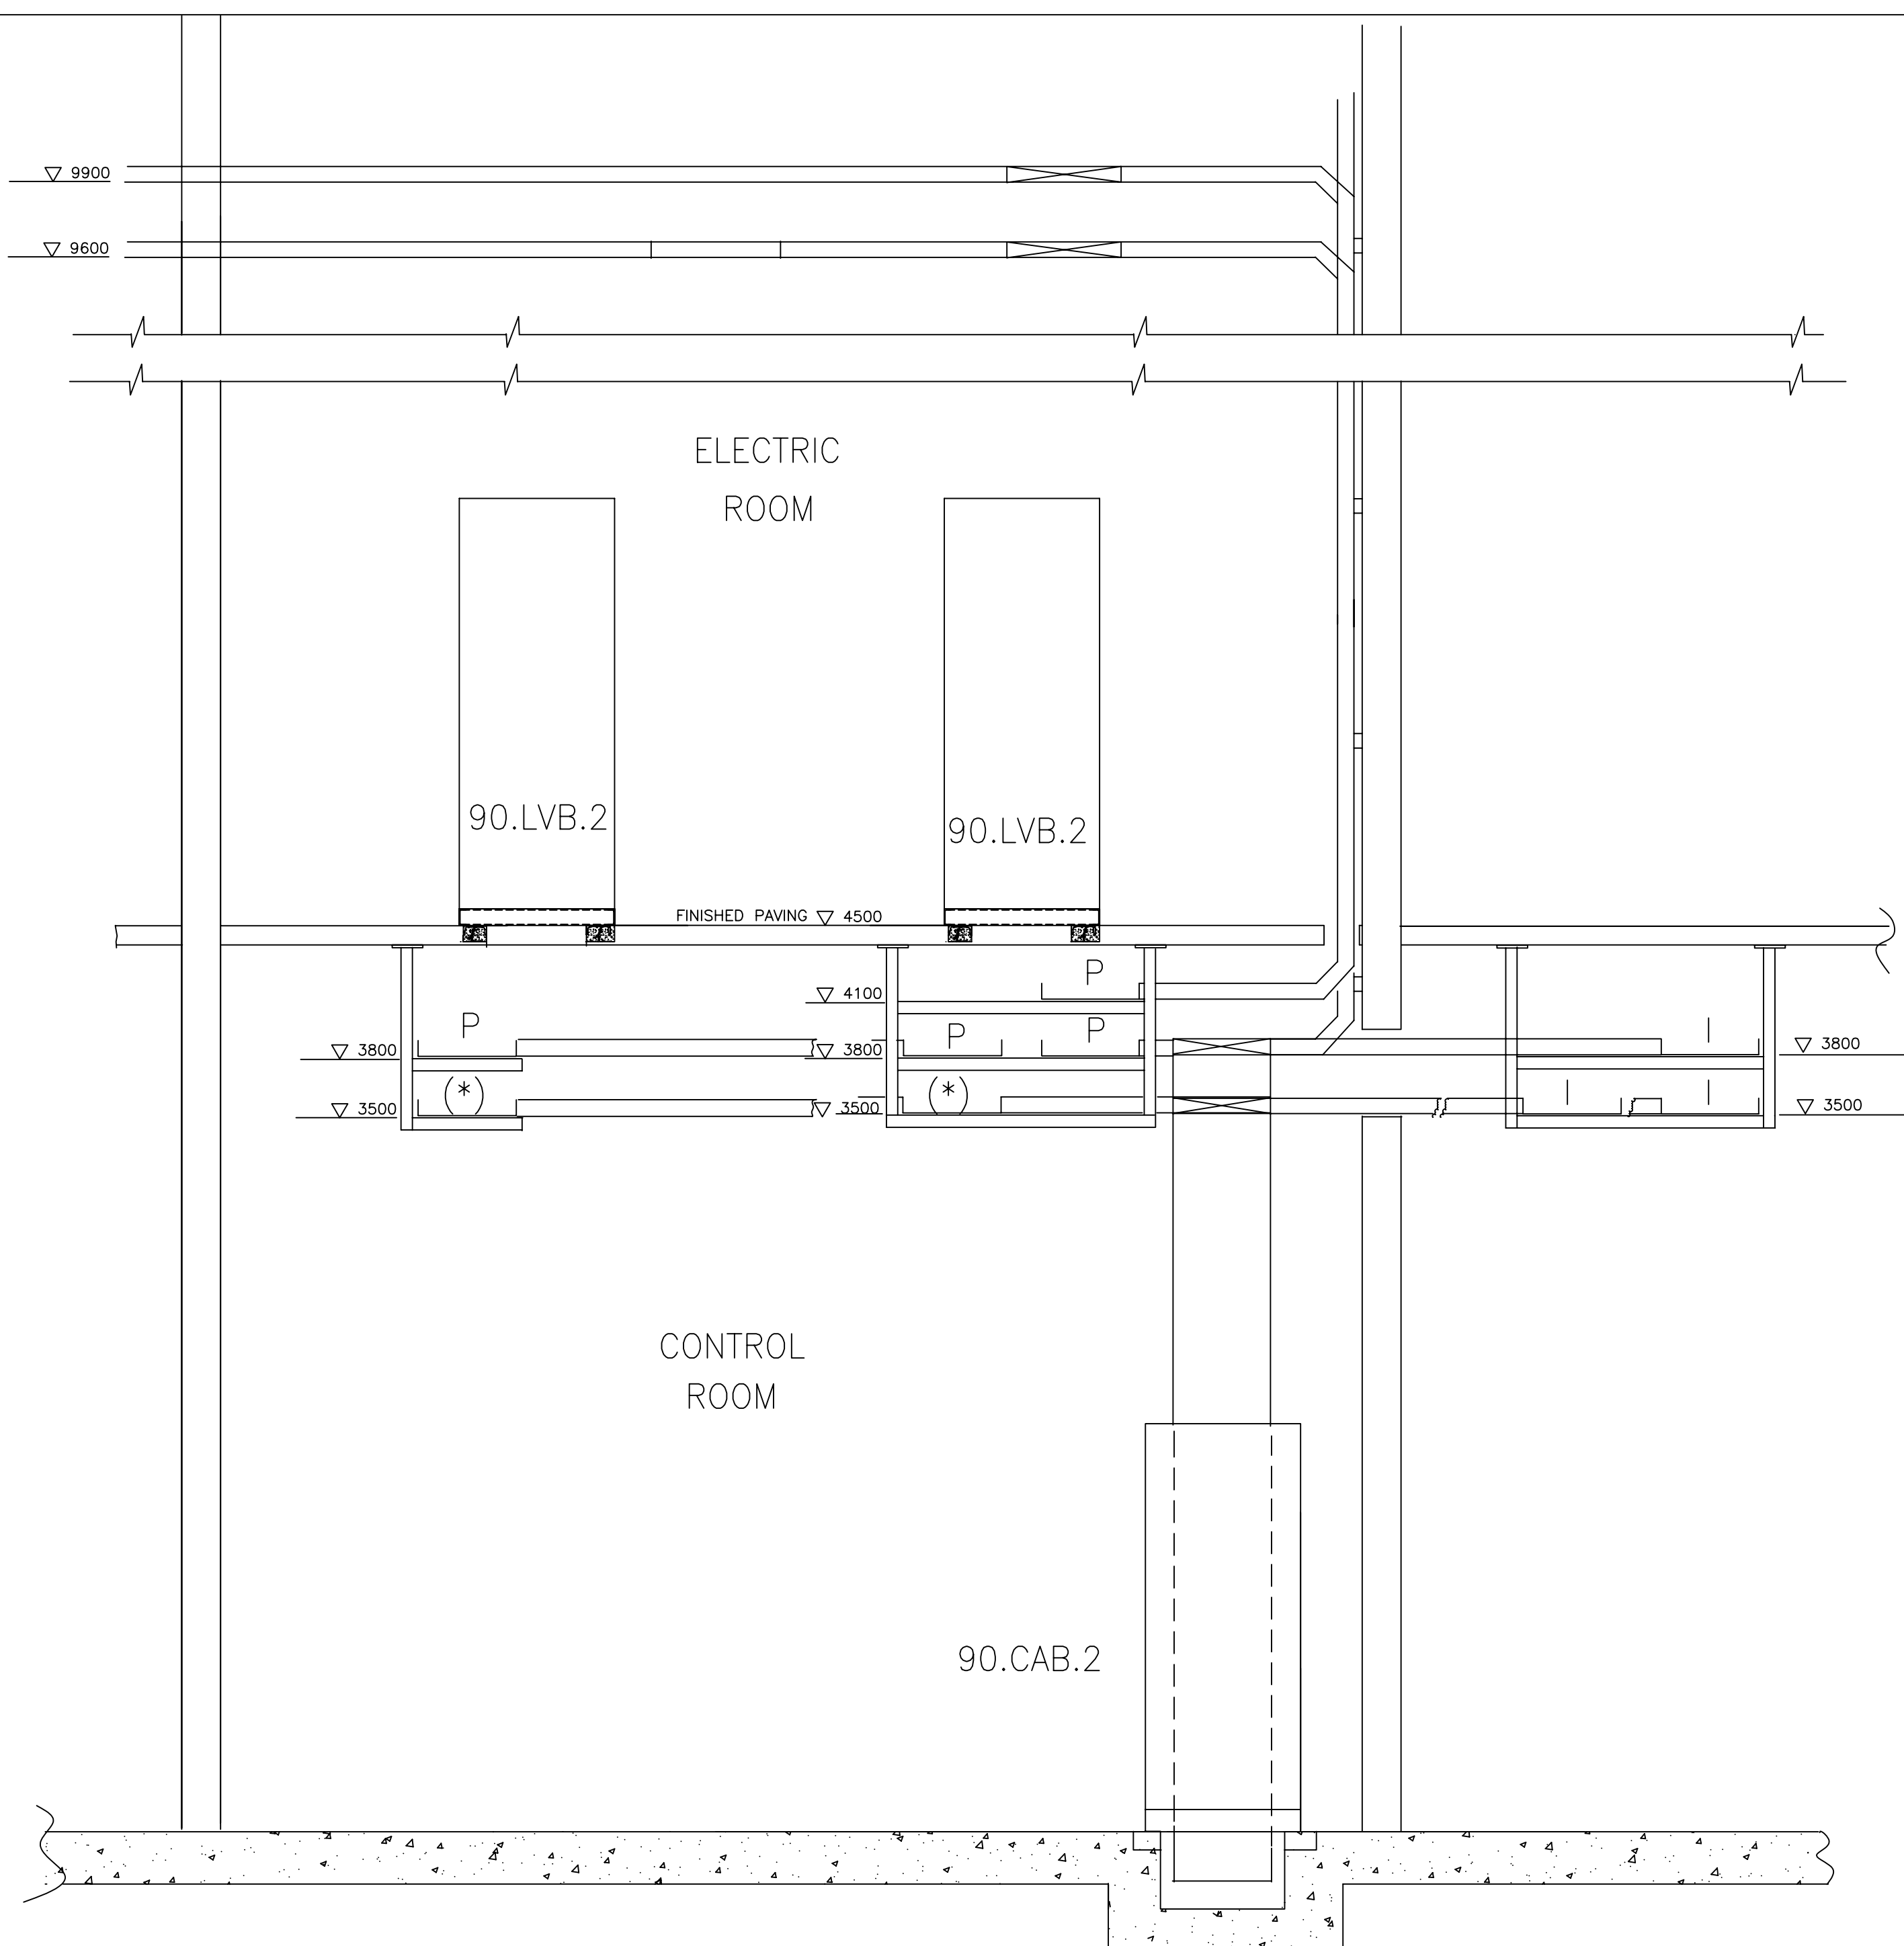 9900
9600
ELECTRIC
ROOM
90.LVB.2
90.LVB.2
FINISHED PAVING 4500
P
4100
P
P
P
3800
3800
I
3800
(*)
(*)
I
I
3500
3500
3500
CONTROL
ROOM
90.CAB.2